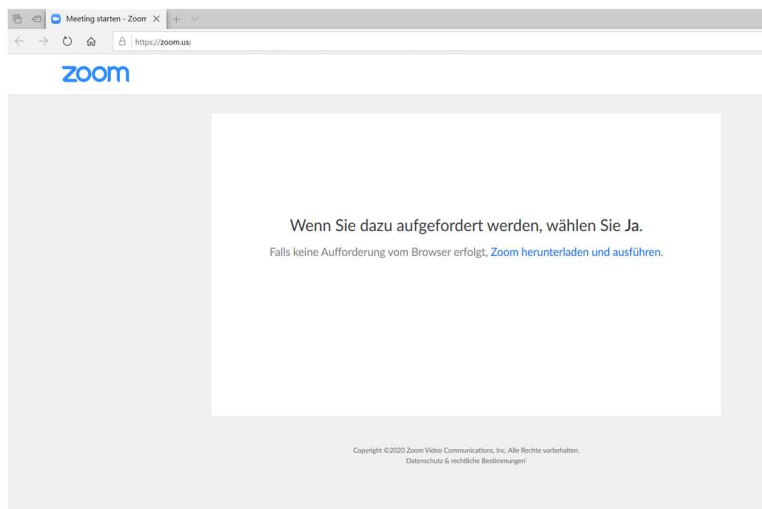 Meeting starten - Zoom
https://zoom.us/
zoom
Wenn Sie dazu aufgefordert werden, wählen Sie Ja.
Falls keine Aufforderung vom Browser erfolgt, Zoom herunterladen und ausführen.
Copyright ©2020 Zoom Video Communications, Inc. Alle Rechte vorbehalten.
Datenschutz & rechtliche Bestimmungen